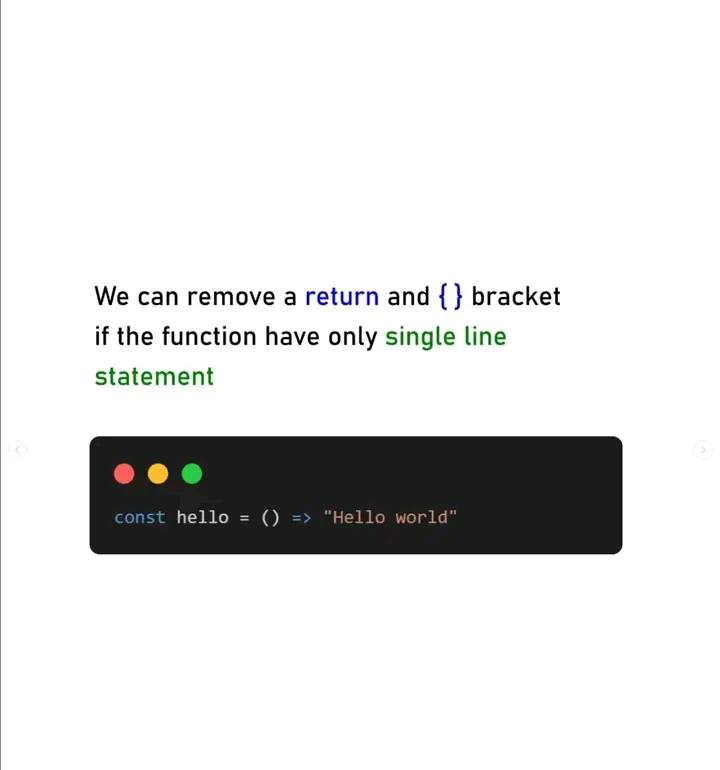 We can remove a return and {} bracket
if the function have only single line
statement
const hello = () => "Hello world"